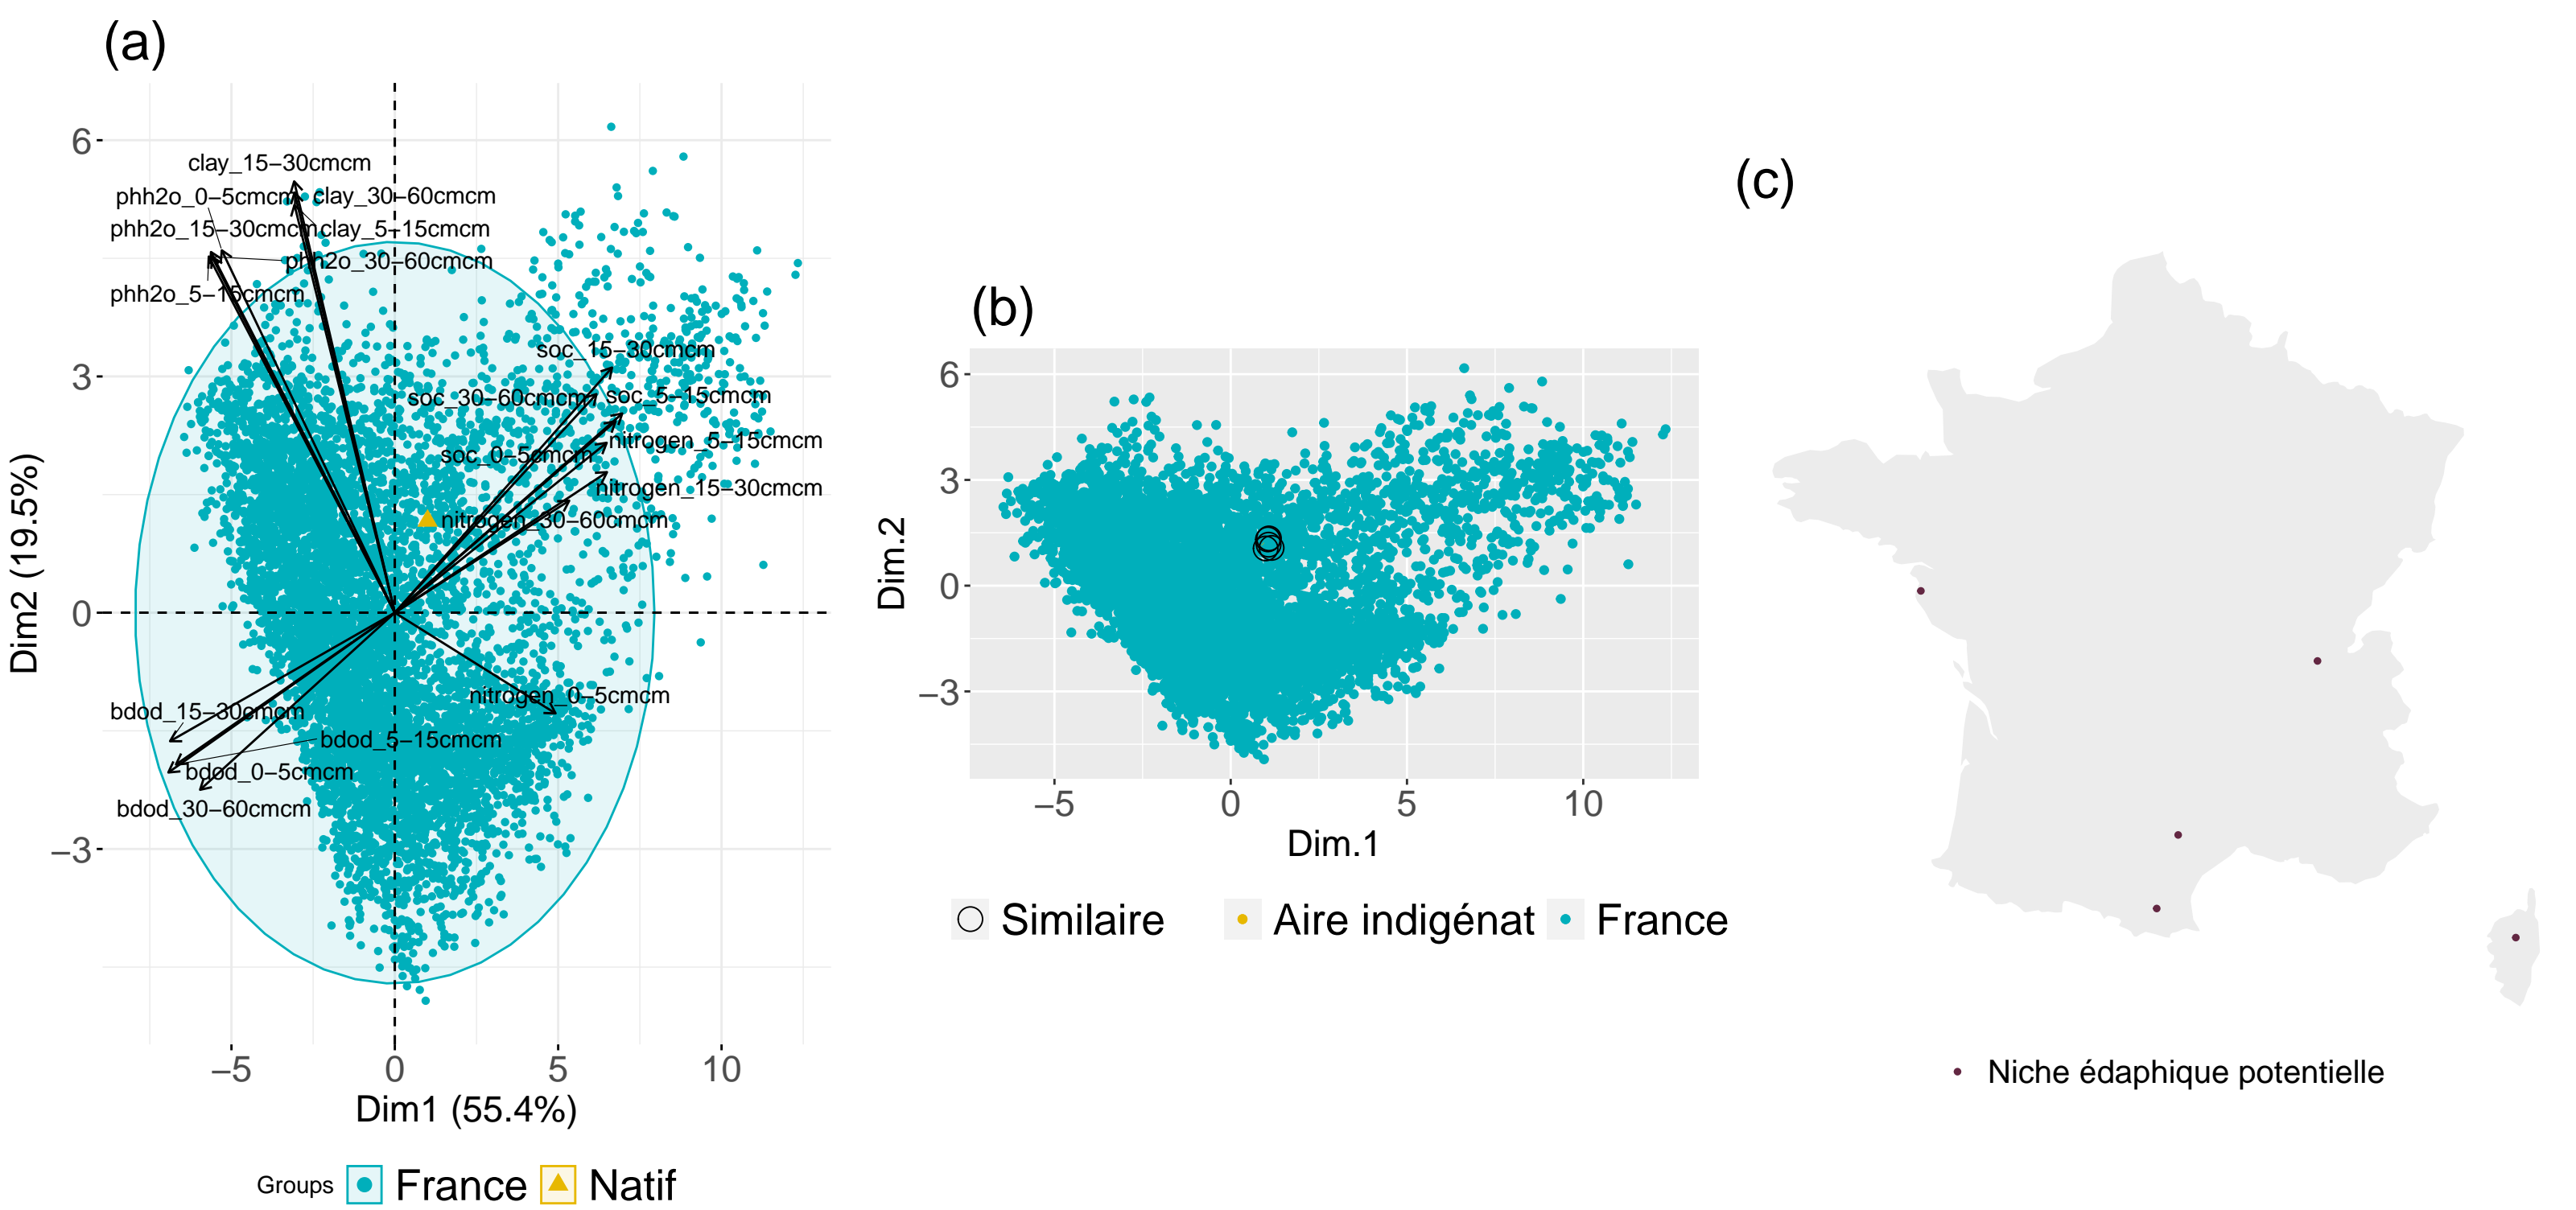 (a)
6
3
0
−3
Dim2 (19.5%)
clay_15−30cmcm
phh2o_0−5cmcm
clay_30−60cmcm
phh2o_15−30cmcm
clay_5−15cmcm
phh2o_30−60cmcm
phh2o_5−15cmcm
soc_15−30cmcm
soc_30−60cmcm
soc_5−15cmcm
nitrogen_5−15cmcm
soc_0−5cmcm
nitrogen_15−30cmcm
nitrogen_30−60cmcm
nitrogen_0−5cmcm
bdod_15−30cmcm
bdod_5−15cmcm
bdod_0−5cmcm
bdod_30−60cmcm
−5 0 5 10
Dim1 (55.4%)
Groups France Natif
(b)
6
3
0
−3
Dim.2
−5 0 5 10
Dim.1
Similaire Aire indigénat France
(c)
Niche édaphique potentielle